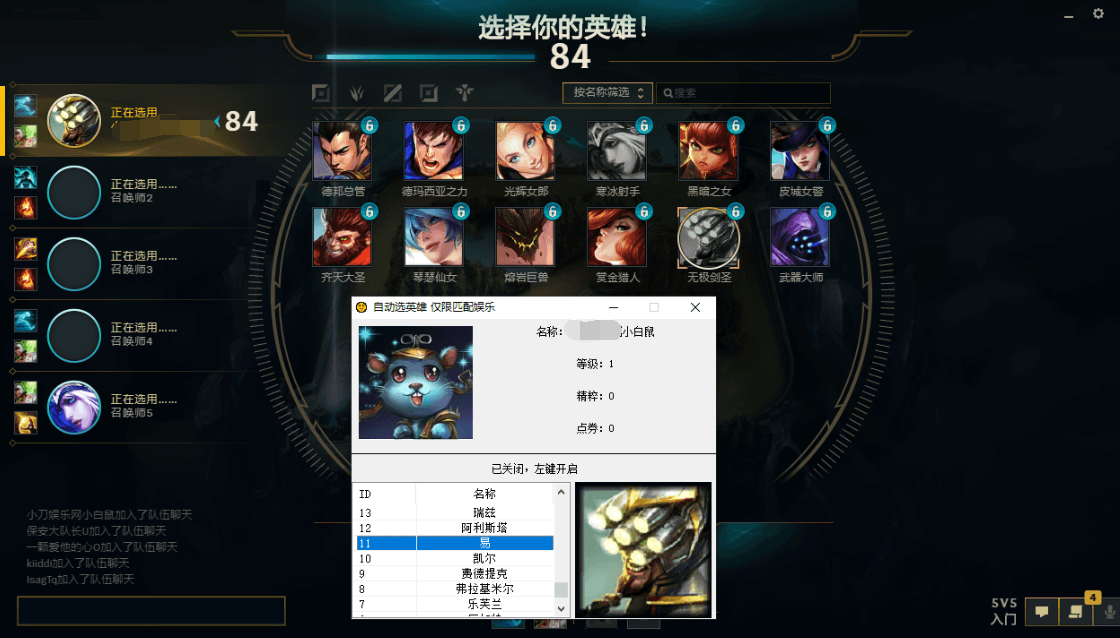 选择你的英雄!
84
按名称筛选
搜索
正在选用......
84
正在选用......
召唤师2
正在选用......
召唤师3
正在选用......
召唤师4
正在选用......
召唤师5
6 6 6 6 6 6
德邦总管 德玛西亚之力 光辉女郎 寒冰射手 黑暗之女 皮城女警
6 6 6 6 6 6
齐天大圣 琴瑟仙女 熔岩巨兽 赏金猎人 无极剑圣 武器大师
自动选英雄 仅限匹配娱乐
名称: 小白鼠
等级: 1
精粹: 0
点券: 0
已关闭, 左键开启
ID 名称
13 瑞兹
12 阿利斯塔
11 易
10 凯尔
9 费德提克
8 弗拉基米尔
7 乐芙兰
小刀娱乐网小白鼠加入了队伍聊天
保安大队长U加入了队伍聊天
一颗爱他的心O加入了队伍聊天
kiiddi加入了队伍聊天
IsagTq加入了队伍聊天
5V5
入门
4